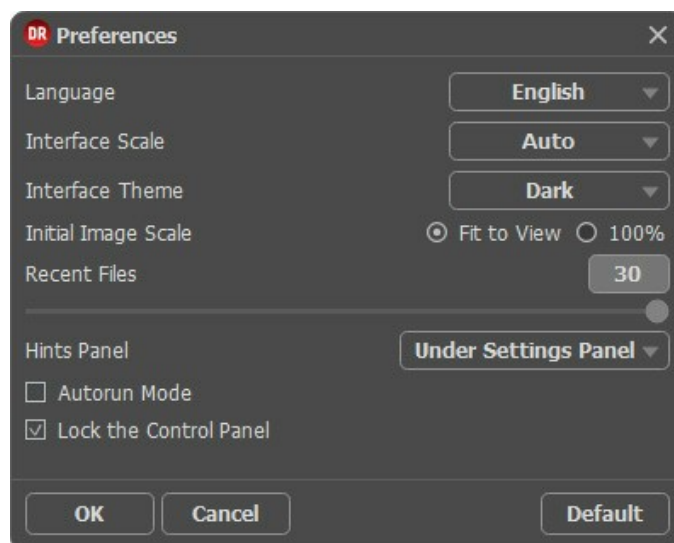 DR Preferences
Language English
Interface Scale Auto
Interface Theme Dark
Initial Image Scale Fit to View 100%
Recent Files 30
Hints Panel Under Settings Panel
Autorun Mode
Lock the Control Panel
OK Cancel Default